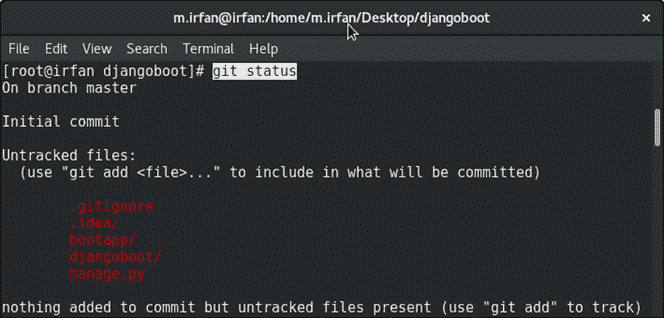 m.irfan@irfan:/home/m.irfan/Desktop/djangoboot ×
File Edit View Search Terminal Help
[root@irfan djangoboot]# git status
On branch master
Initial commit
Untracked files:
(use "git add <file>..." to include in what will be committed)
.gitignore
.idea/
bootapp/
djangoboot/
manage.py
nothing added to commit but untracked files present (use "git add" to track)